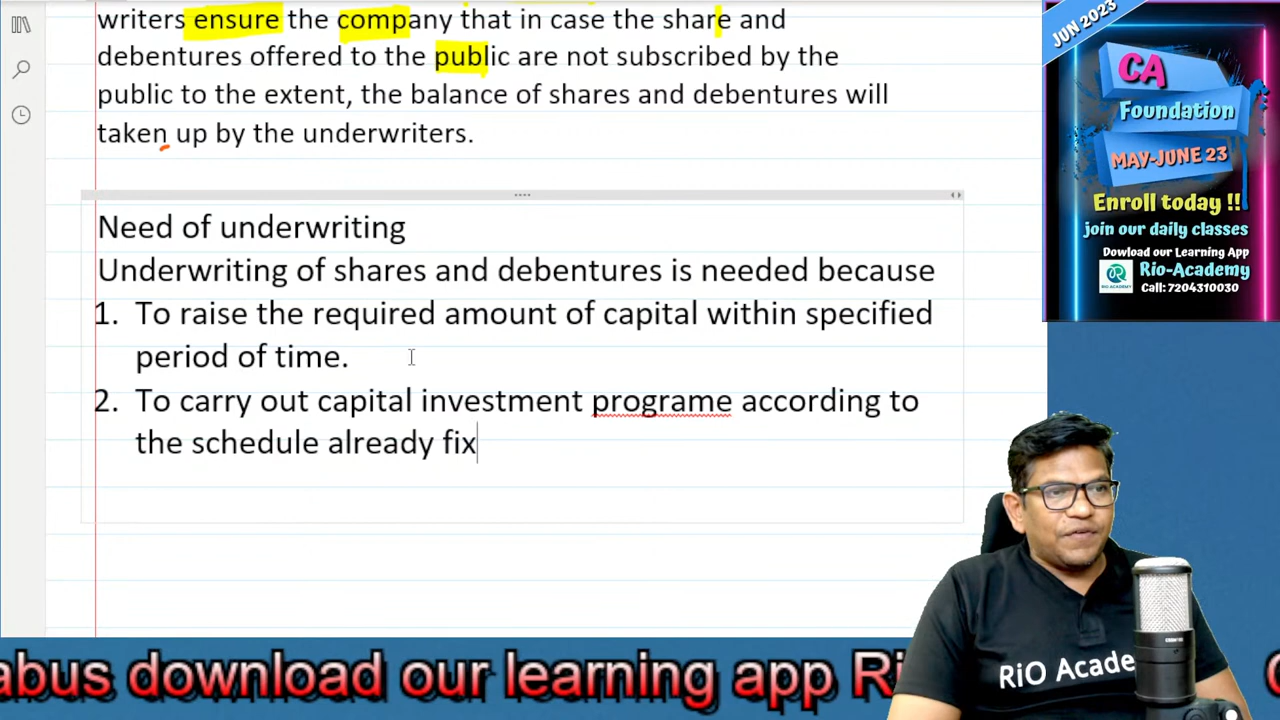 writers ensure the company that in case the share and
debentures offered to the public are not subscribed by the
public to the extent, the balance of shares and debentures will
taken up by the underwriters.
Need of underwriting
Underwriting of shares and debentures is needed because
1. To raise the required amount of capital within specified
period of time.
2. To carry out capital investment programe according to
the schedule already fix
JUN 2023
CA
Foundation
MAY-JUNE 23
Enroll today !!
join our daily classes
Dowload our Learning App
Rio-Academy
RIO ACADEMY
Call: 7204310030
RiO Acade
abus download our learning app Ri